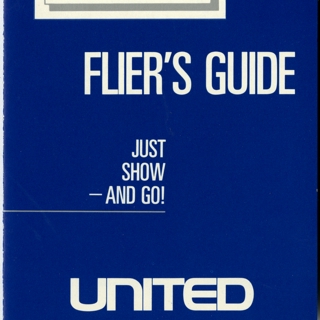 FLIER'S GUIDE
JUST
SHOW
—AND GO!
UNITED